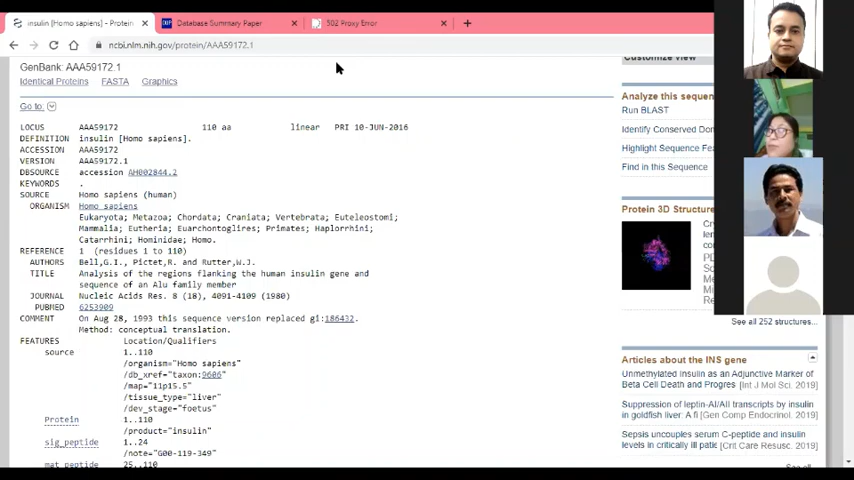 insulin [Homo sapiens] - Protein
Database Summary Paper
502 Proxy Error
ncbi.nlm.nih.gov/protein/AAA59172.1
GenBank: AAA59172.1
Identical Proteins FASTA Graphics
Go to:
LOCUS AAA59172 110 aa linear PRI 10-JUN-2016
DEFINITION insulin [Homo sapiens].
ACCESSION AAA59172
VERSION AAA59172.1
DBSOURCE accession AH002844.2
KEYWORDS .
SOURCE Homo sapiens (human)
ORGANISM Homo sapiens
Eukaryota; Metazoa; Chordata; Craniata; Vertebrata; Euteleostomi;
Mammalia; Eutheria; Euarchontoglires; Primates; Haplorrhini;
Catarrhini; Hominidae; Homo.
REFERENCE 1 (residues 1 to 110)
AUTHORS Bell,G.I., Pictet,R. and Rutter,W.J.
TITLE Analysis of the regions flanking the human insulin gene and
sequence of an Alu family member
JOURNAL Nucleic Acids Res. 8 (18), 4091-4109 (1980)
PUBMED 6253909
COMMENT On Aug 28, 1993 this sequence version replaced gi:186432.
Method: conceptual translation.
FEATURES Location/Qualifiers
source 1..110
/organism="Homo sapiens"
/db_xref="taxon:9606"
/map="11p15.5"
/tissue_type="liver"
/dev_stage="foetus"
Protein 1..110
/product="insulin"
sig_peptide 1..24
/note="G00-119-349"
mat_peptide 25..110
Customize view
Analyze this sequen
Run BLAST
Identify Conserved Dom
Highlight Sequence Fea
Find in this Sequence
Protein 3D Structure
See all 252 structures...
Articles about the INS gene
Unmethylated Insulin as an Adjunctive Marker of
Beta Cell Death and Progres [Int J Mol Sci. 2019]
Suppression of leptin-AI/AII transcripts by insulin
in goldfish liver: A fi [Gen Comp Endocrinol. 2019]
Sepsis uncouples serum C-peptide and insulin
levels in critically ill patie [Crit Care Resusc. 2019]
See all